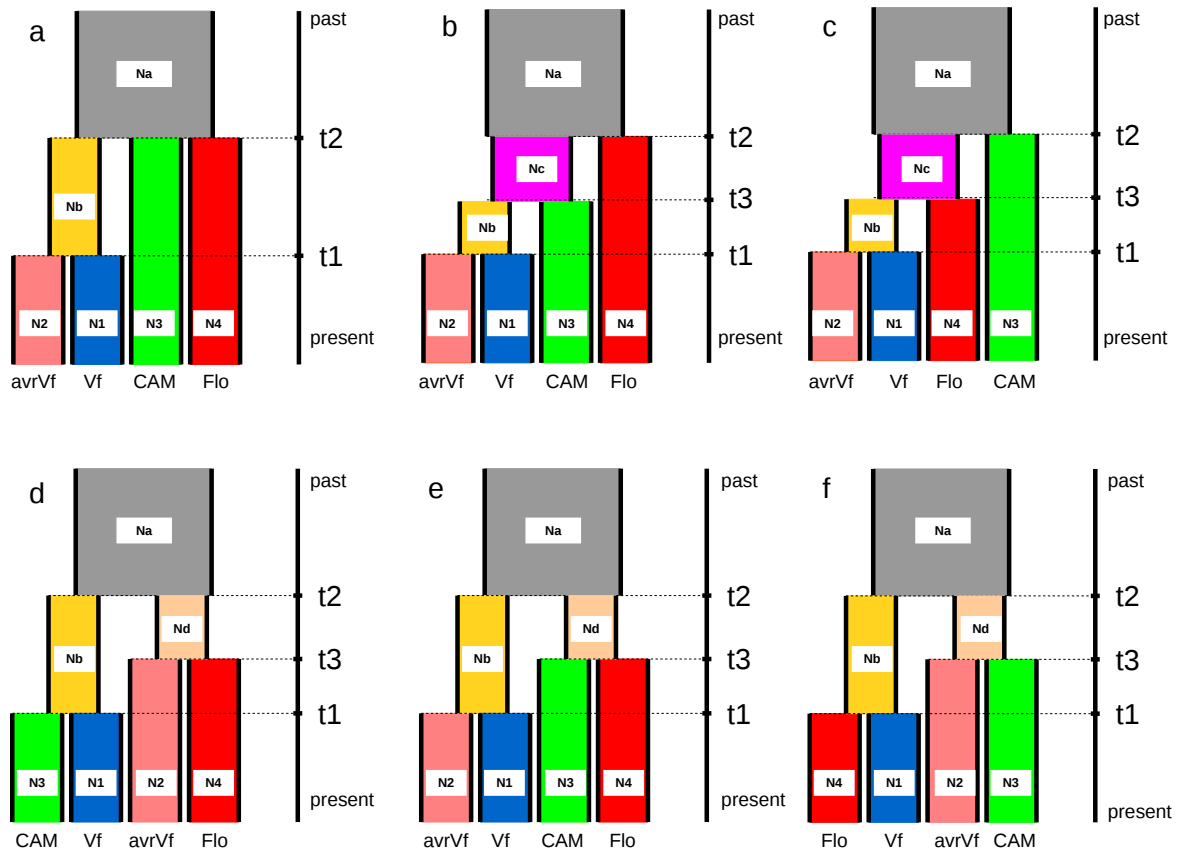 a
past
Na
t2
Nb
t1
N2 N1 N3 N4
present
avrVf Vf CAM Flo
b
past
Na
t2
Nc
t3
Nb
t1
N2 N1 N3 N4
present
avrVf Vf CAM Flo
c
past
Na
t2
Nc
t3
Nb
t1
N2 N1 N4 N3
present
avrVf Vf Flo CAM
d
past
Na
t2
Nd
Nb
t3
t1
N3 N1 N2 N4
present
CAM Vf avrVf Flo
e
past
Na
t2
Nd
Nb
t3
t1
N2 N1 N3 N4
present
avrVf Vf CAM Flo
f
past
Na
t2
Nd
Nb
t3
t1
N4 N1 N2 N3
present
Flo Vf avrVf CAM